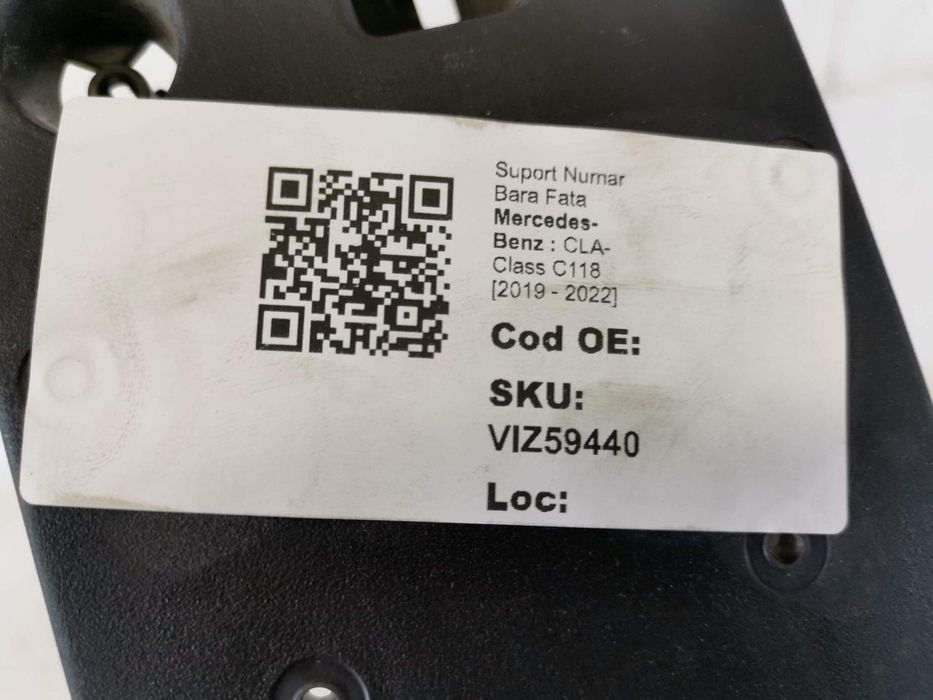 Suport Numar
Bara Fata
Mercedes-
Benz : CLA-
Class C118
[2019 - 2022]
Cod OE:
SKU:
VIZ59440
Loc: